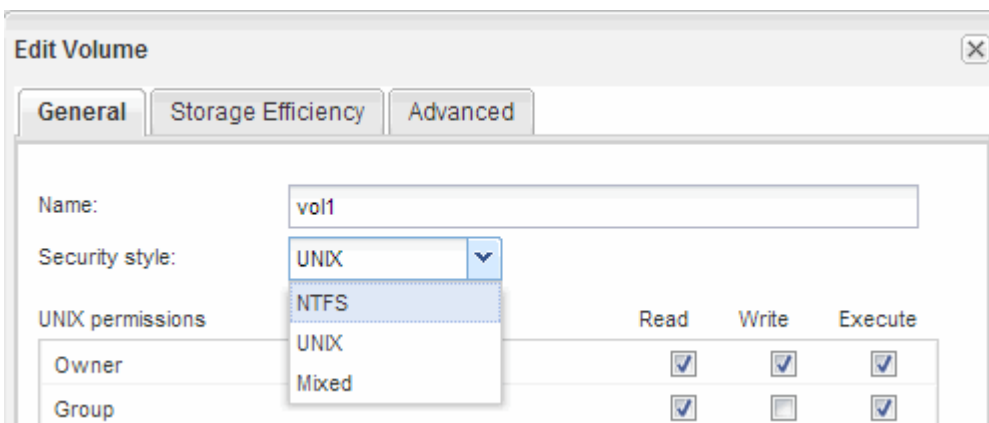 Edit Volume
General Storage Efficiency Advanced
Name: vol1
Security style: UNIX
NTFS
UNIX permissions Read Write Execute
UNIX
Owner
Mixed
Group